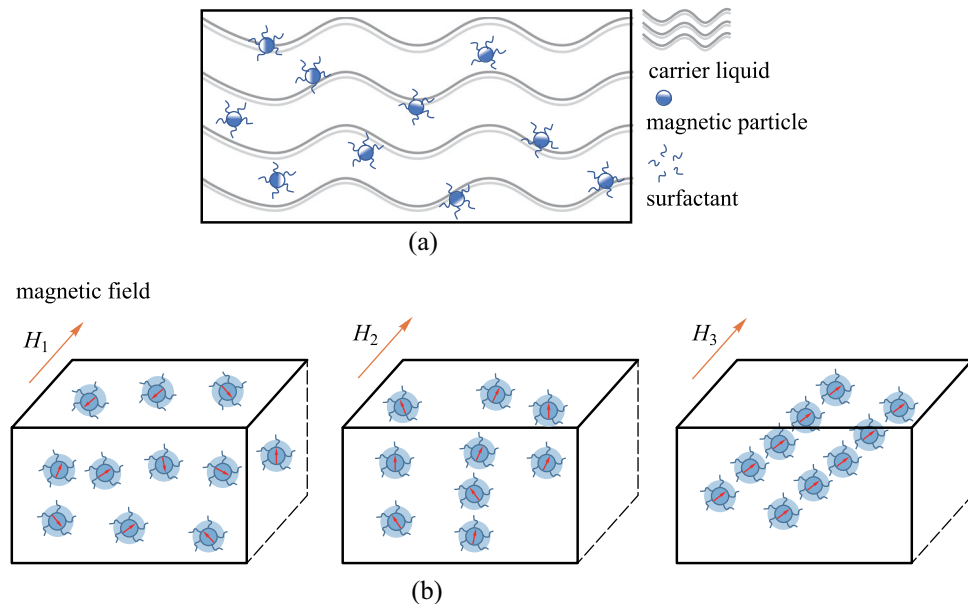 carrier liquid
magnetic particle
surfactant
(a)
magnetic field
H1
H2
H3
(b)